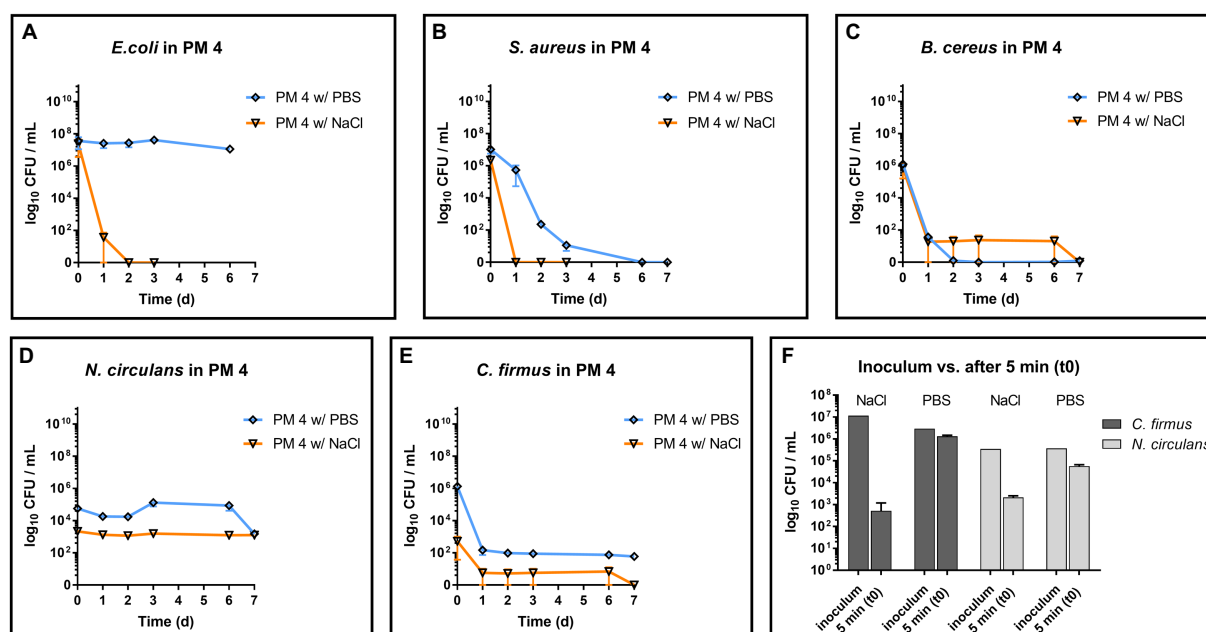 A
E.coli in PM 4
PM 4 w/ PBS
PM 4 w/ NaCl
log10 CFU / mL
10^10
10^8
10^6
10^4
10^2
0
0 1 2 3 4 5 6 7
Time (d)
B
S. aureus in PM 4
PM 4 w/ PBS
PM 4 w/ NaCl
log10 CFU / mL
10^10
10^8
10^6
10^4
10^2
0
0 1 2 3 4 5 6 7
Time (d)
C
B. cereus in PM 4
PM 4 w/ PBS
PM 4 w/ NaCl
log10 CFU / mL
10^10
10^8
10^6
10^4
10^2
0
0 1 2 3 4 5 6 7
Time (d)
D
N. circulans in PM 4
PM 4 w/ PBS
PM 4 w/ NaCl
log10 CFU / mL
10^10
10^8
10^6
10^4
10^2
0
0 1 2 3 4 5 6 7
Time (d)
E
C. firmus in PM 4
PM 4 w/ PBS
PM 4 w/ NaCl
log10 CFU / mL
10^10
10^8
10^6
10^4
10^2
0
0 1 2 3 4 5 6 7
Time (d)
F
Inoculum vs. after 5 min (t0)
NaCl PBS NaCl PBS
C. firmus
N. circulans
log10 CFU / mL
10^8
10^7
10^6
10^5
10^4
10^3
10^2
10^1
10^0
inoculum
5 min (t0)
inoculum
5 min (t0)
inoculum
5 min (t0)
inoculum
5 min (t0)